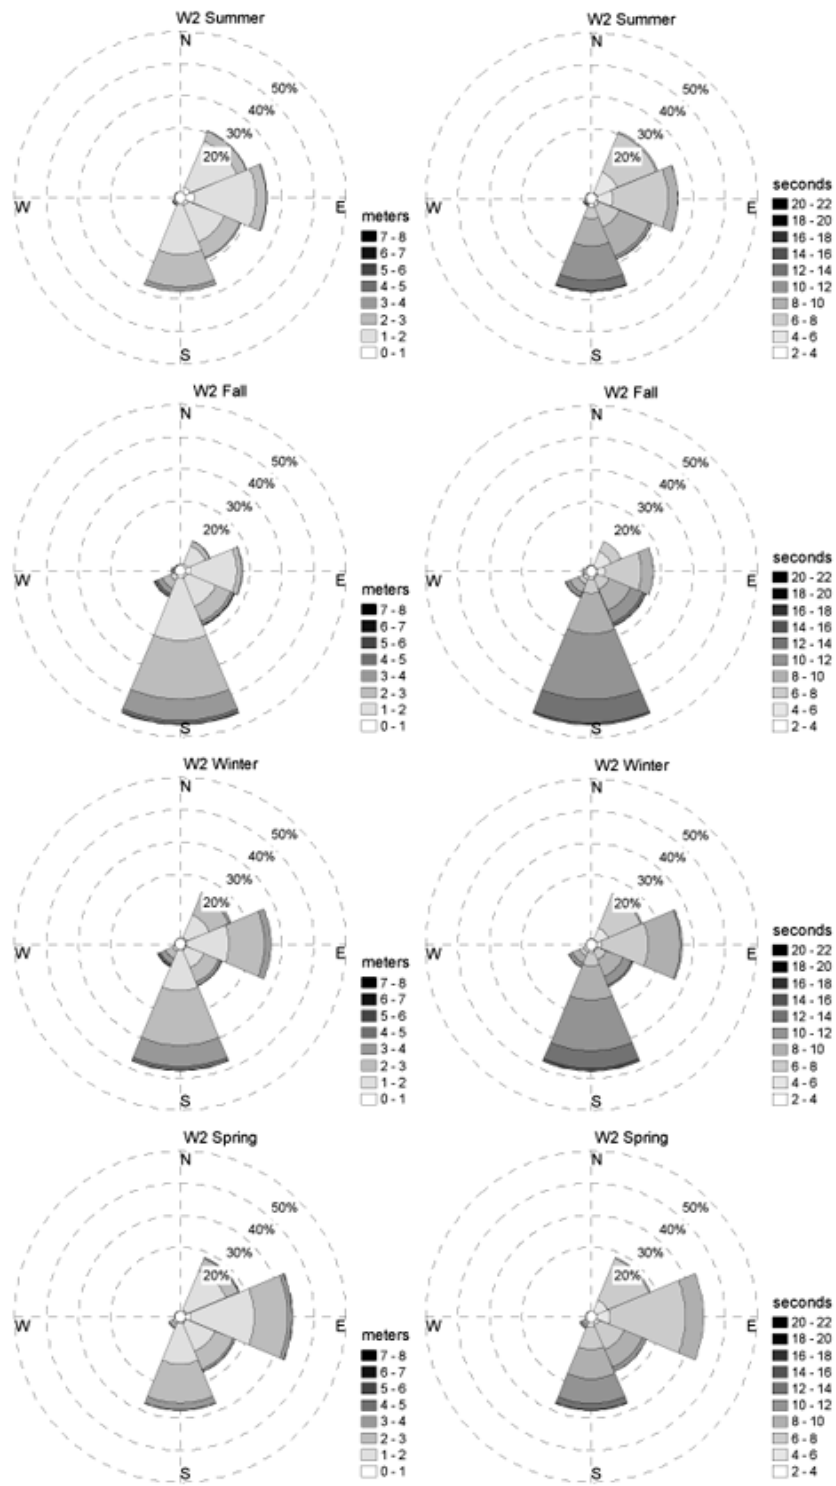 W2 Summer
N
50%
40%
30%
20%
W
E
S
meters
7 - 8
6 - 7
5 - 6
4 - 5
3 - 4
2 - 3
1 - 2
0 - 1
W2 Summer
N
50%
40%
30%
20%
W
E
S
seconds
20 - 22
18 - 20
16 - 18
14 - 16
12 - 14
10 - 12
8 - 10
6 - 8
4 - 6
2 - 4
W2 Fall
N
50%
40%
30%
20%
W
E
S
meters
7 - 8
6 - 7
5 - 6
4 - 5
3 - 4
2 - 3
1 - 2
0 - 1
W2 Fall
N
50%
40%
30%
20%
W
E
S
seconds
20 - 22
18 - 20
16 - 18
14 - 16
12 - 14
10 - 12
8 - 10
6 - 8
4 - 6
2 - 4
W2 Winter
N
50%
40%
30%
20%
W
E
S
meters
7 - 8
6 - 7
5 - 6
4 - 5
3 - 4
2 - 3
1 - 2
0 - 1
W2 Winter
N
50%
40%
30%
20%
W
E
S
seconds
20 - 22
18 - 20
16 - 18
14 - 16
12 - 14
10 - 12
8 - 10
6 - 8
4 - 6
2 - 4
W2 Spring
N
50%
40%
30%
20%
W
E
S
meters
7 - 8
6 - 7
5 - 6
4 - 5
3 - 4
2 - 3
1 - 2
0 - 1
W2 Spring
N
50%
40%
30%
20%
W
E
S
seconds
20 - 22
18 - 20
16 - 18
14 - 16
12 - 14
10 - 12
8 - 10
6 - 8
4 - 6
2 - 4